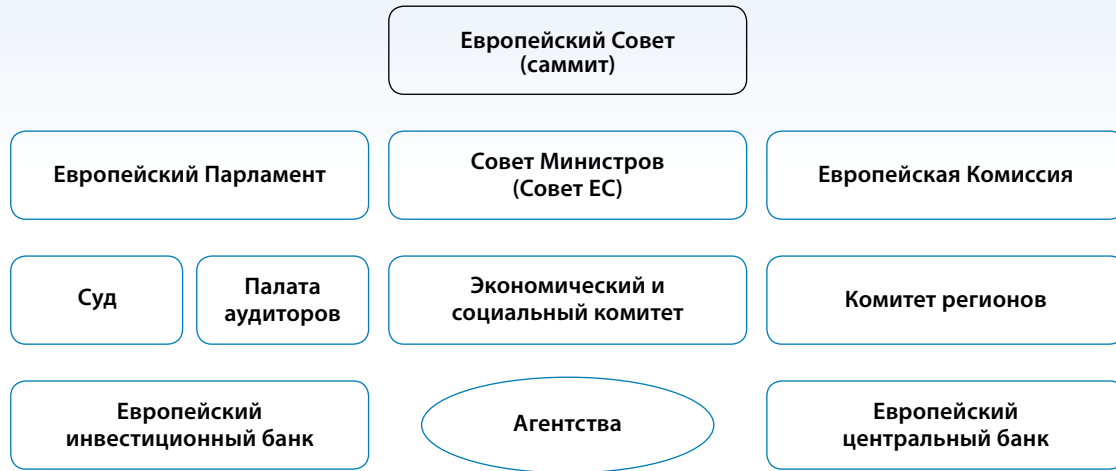 Европейский Совет
(саммит)
Европейский Парламент
Совет Министров
(Совет ЕС)
Европейская Комиссия
Суд
Палата
аудиторов
Экономический и
социальный комитет
Комитет регионов
Европейский
инвестиционный банк
Агентства
Европейский
центральный банк